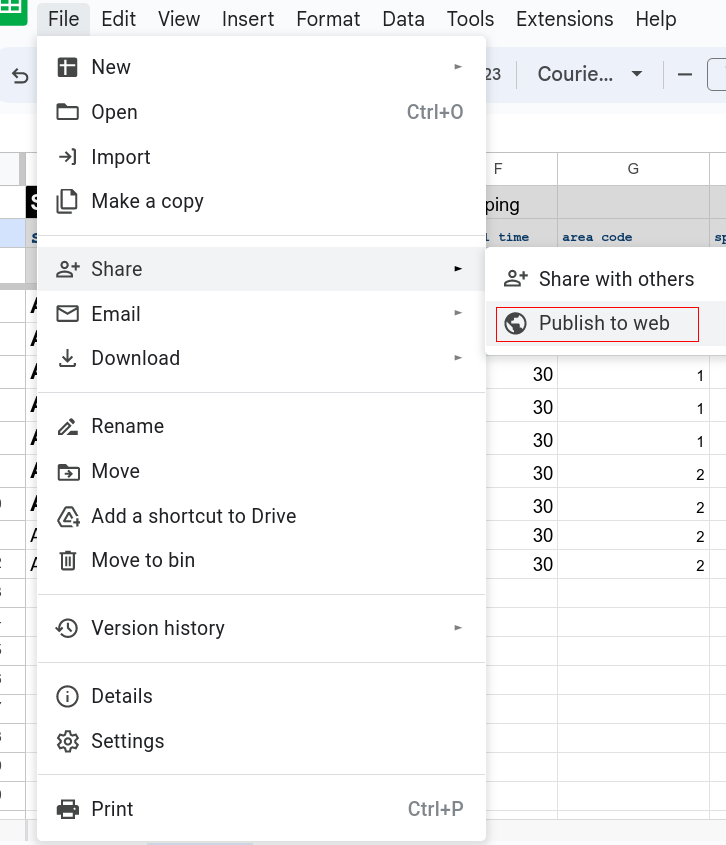 File Edit View Insert Format Data Tools Extensions Help
New
23 Courie...
Open Ctrl+O
Import
F G
Make a copy
ping
time area code sp
Share
Share with others
Email
Publish to web
Download
30 1
30 1
Rename
30 1
Move
30 2
Add a shortcut to Drive
30 2
30 2
Move to bin
30 2
Version history
Details
Settings
Print Ctrl+P